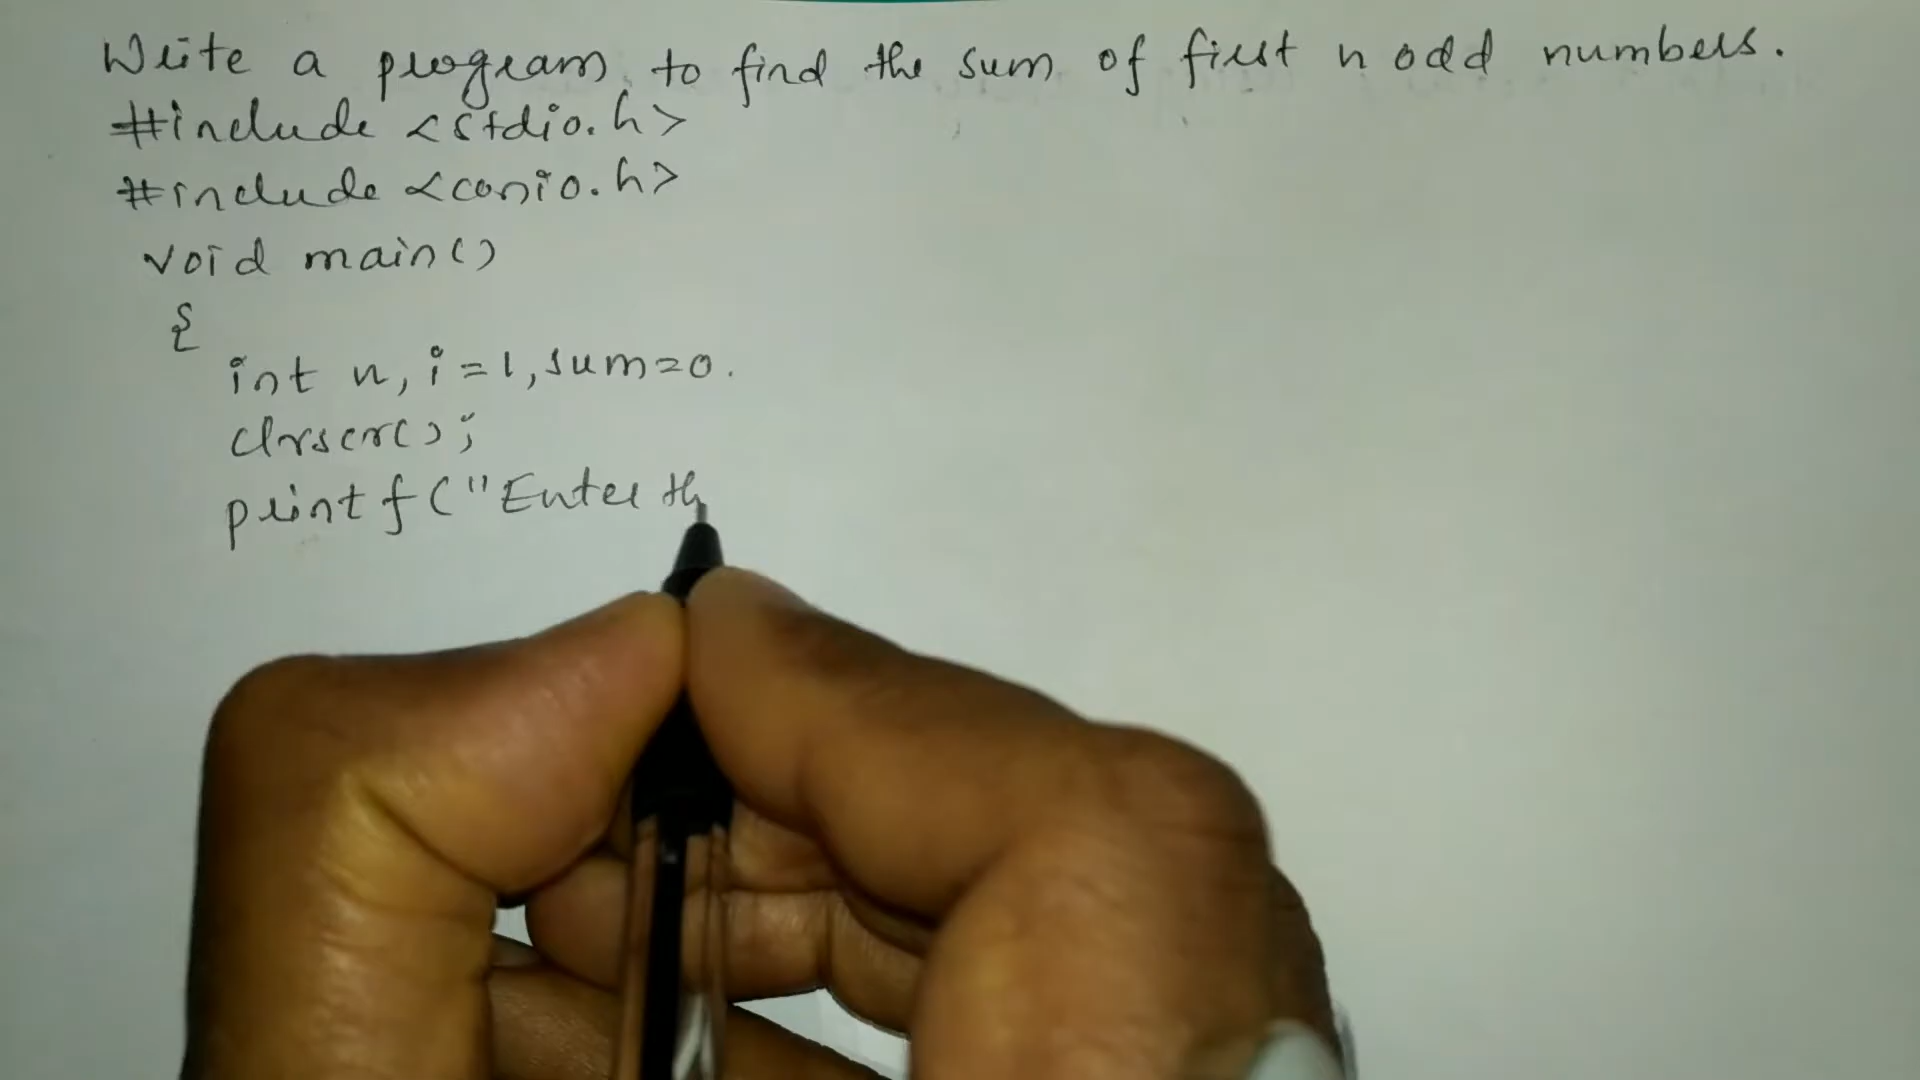 Write a program to find the sum of first n odd numbers.
#include <stdio.h>
#include <conio.h>
void main()
{
int n, i=1, sum=0.
clrscr();
printf("Enter th